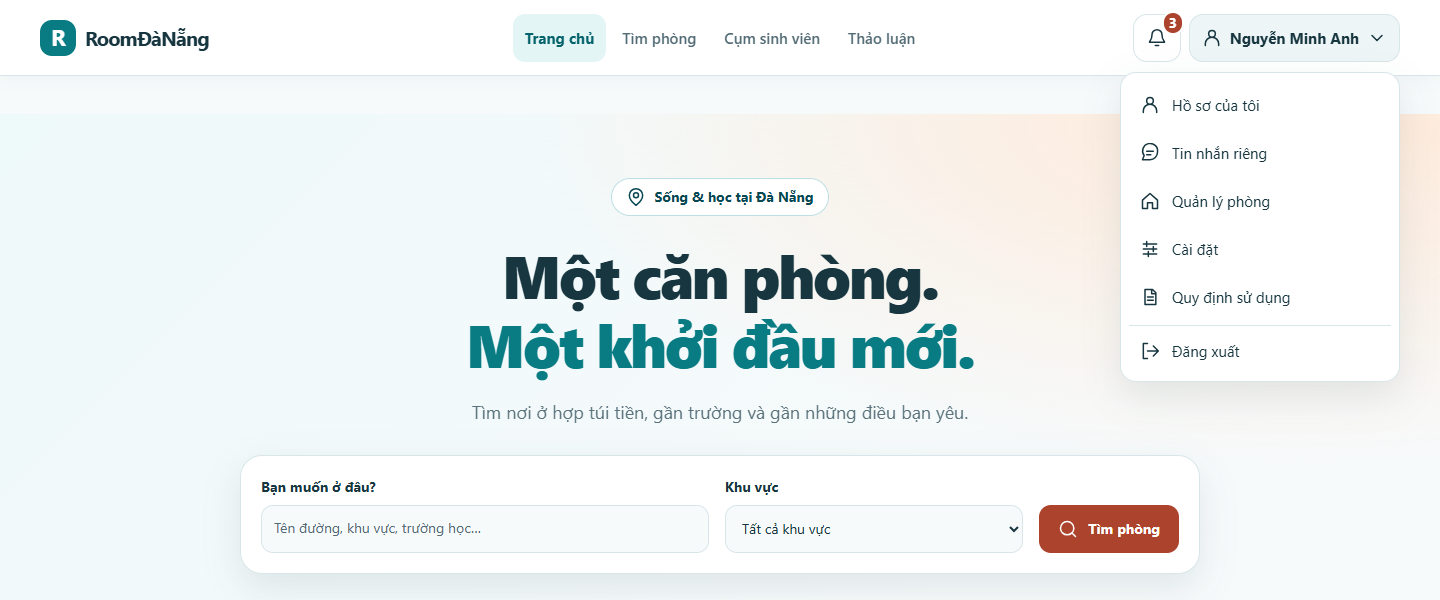 R RoomĐàNẵng
Trang chủ Tìm phòng Cụm sinh viên Thảo luận
3
Nguyễn Minh Anh
Hồ sơ của tôi
Tin nhắn riêng
Quản lý phòng
Cài đặt
Quy định sử dụng
Đăng xuất
Sống & học tại Đà Nẵng
Một căn phòng.
Một khởi đầu mới.
Tìm nơi ở hợp túi tiền, gần trường và gần những điều bạn yêu.
Bạn muốn ở đâu?
Tên đường, khu vực, trường học...
Khu vực
Tất cả khu vực
Tìm phòng